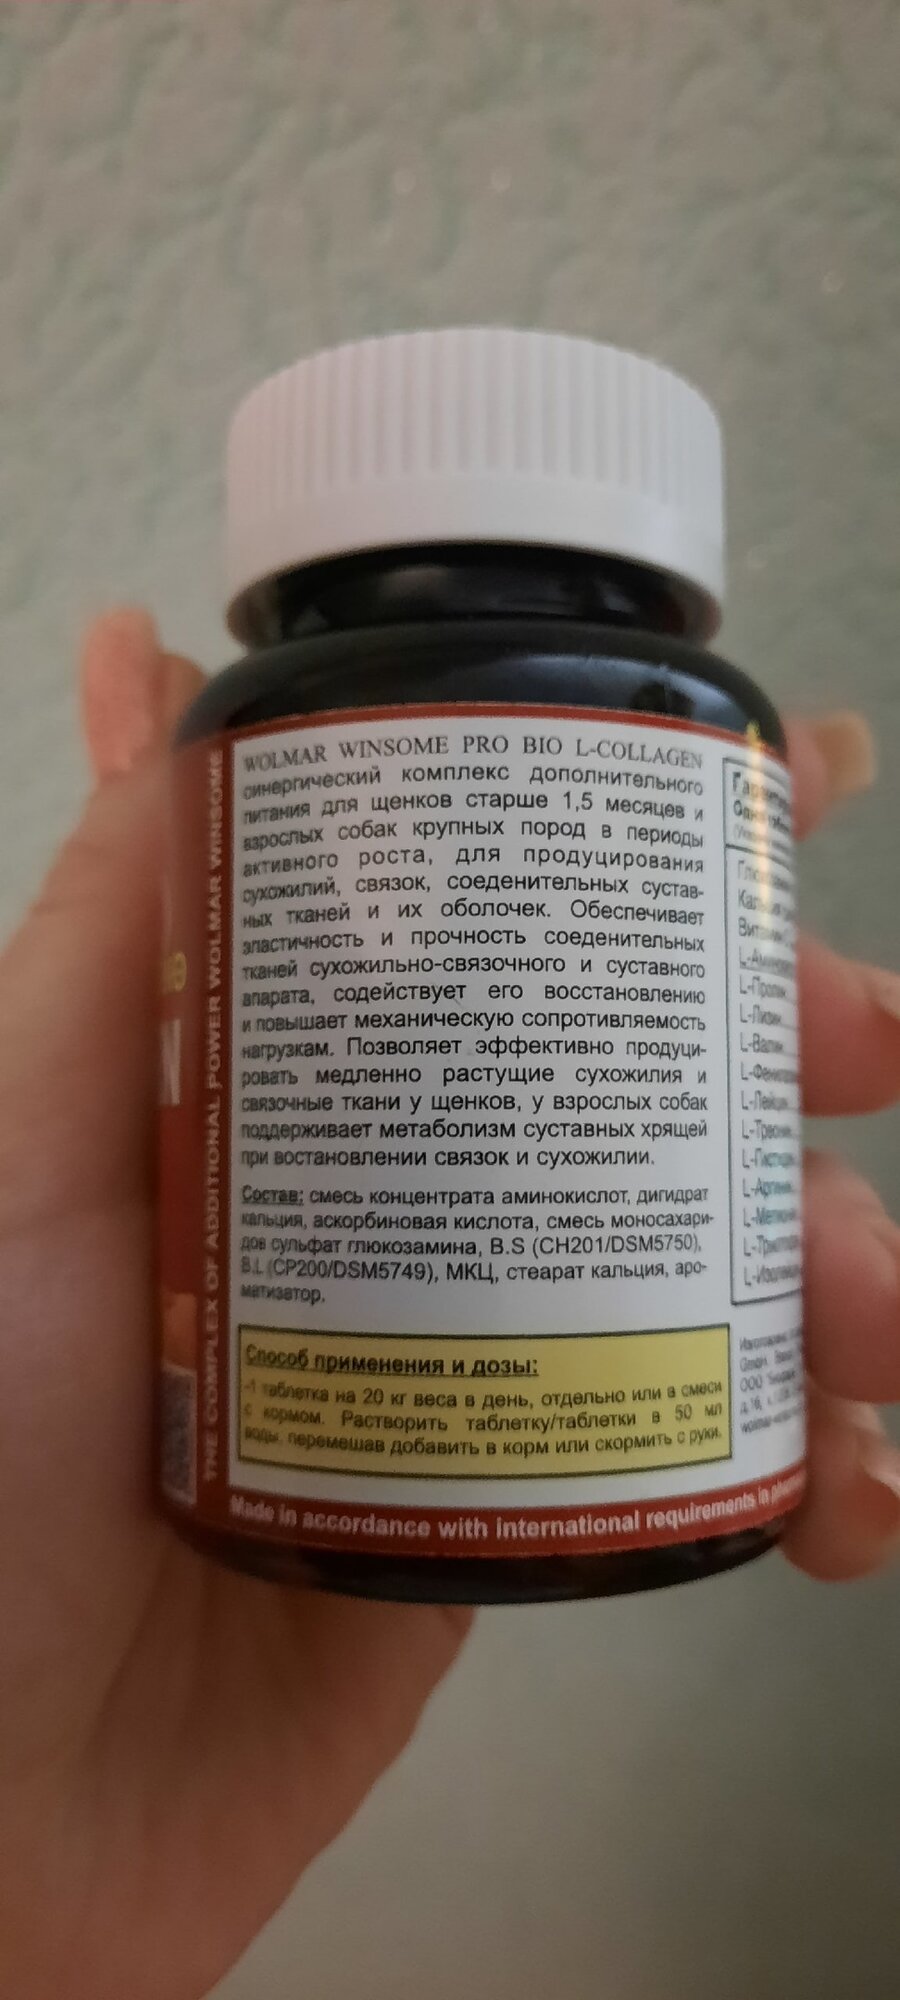 WOLMAR WINSOME PRO BIO L-COLLAGEN
синергический комплекс дополнительного
питания для щенков старше 1,5 месяцев и
взрослых собак крупных пород в периоды
активного роста, для продуцирования
сухожилий, связок, соеденительных сустав-
ных тканей и их оболочек. Обеспечивает
эластичность и прочность соеденительных
тканей сухожильно-связочного и суставного
апарата, содействует его восстановлению
и повышает механическую сопротивляемость
нагрузкам. Позволяет эффективно продуци-
ровать медленно растущие сухожилия и
связочные ткани у щенков, у взрослых собак
поддерживает метаболизм суставных хрящей
при востановлении связок и сухожилии.
Состав: смесь концентрата аминокислот, дигидрат
кальция, аскорбиновая кислота, смесь моносахари-
дов сульфат глюкозамина, B.S (CH201/DSM5750),
B.L (CP200/DSM5749), МКЦ, стеарат кальция, аро-
матизатор.
Способ применения и дозы:
-1 таблетка на 20 кг веса в день, отдельно или в смеси
с кормом. Растворить таблетку/таблетки в 50 мл
воды, перемешав добавить в корм или скормить с руки.
Made in accordance with international requirements in
THE COMPLEX OF ADDITIONAL POWER WOLMAR WINSOME
L-Лизин
L-Валин
ООО